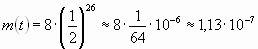 m(t) = 8 · (1/2)^26 ≈ 8 · 1/64 · 10^-6 ≈ 1,13 · 10^-7